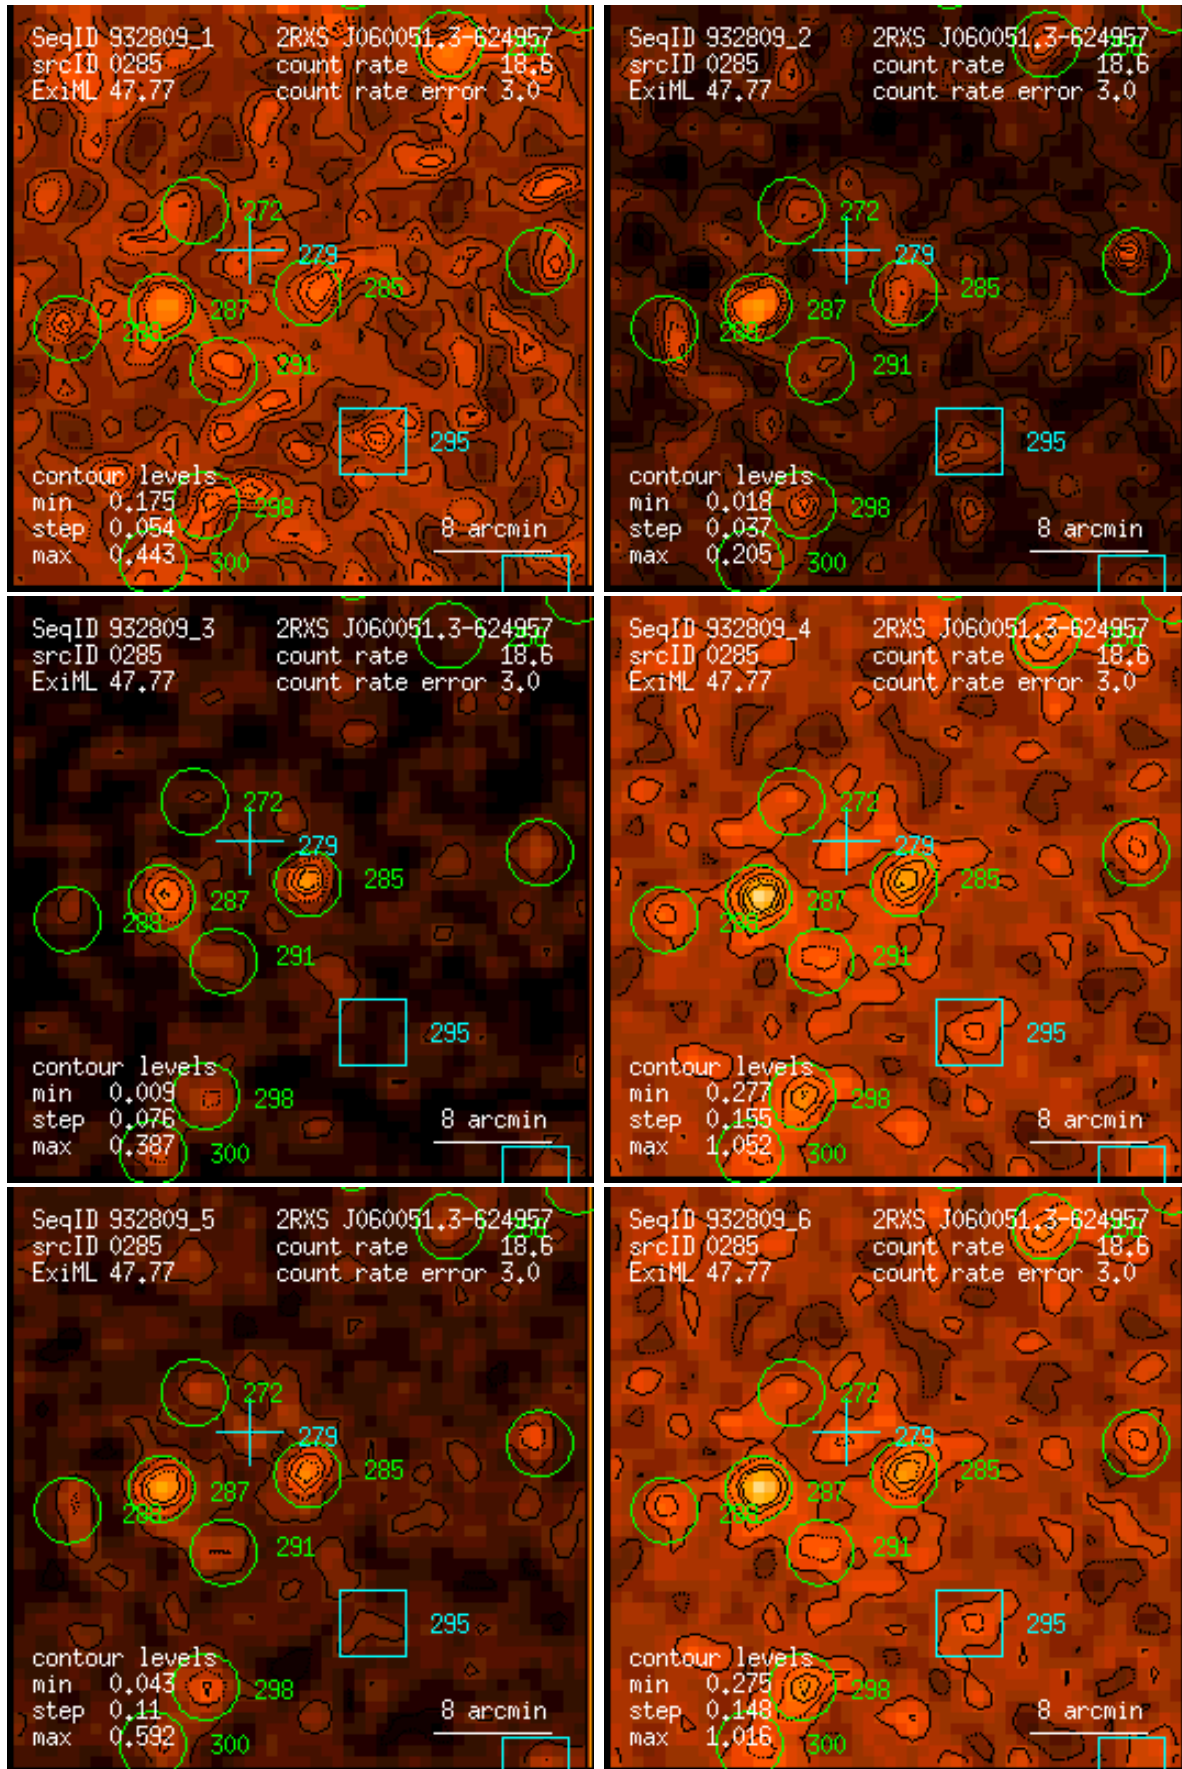 SeqID 932809_1 2RXS J060051.3-624957
srcID 0285 count rate 18.6
ExiML 47.77 count rate error 3.0
272
279
285
287
288
291
295
contour levels
min 0.175
298
step 0.054 8 arcmin
max 0.443 300
SeqID 932809_2 2RXS J060051.3-624957
srcID 0285 count rate 18.6
ExiML 47.77 count rate error 3.0
272
279
285
287
288
291
295
contour levels
min 0.018 298
step 0.037 8 arcmin
max 0.205 300
SeqID 932809_3 2RXS J060051.3-624957
srcID 0285 count rate 18.6
ExiML 47.77 count rate error 3.0
272
279
285
287
288
291
295
contour levels
min 0.009 298
step 0.076 8 arcmin
max 0.387 300
SeqID 932809_4 2RXS J060051.3-624957
srcID 0285 count rate 18.6
ExiML 47.77 count rate error 3.0
272
279
285
287
288
291
295
contour levels
min 0.277 298
step 0.155 8 arcmin
max 1.052 300
SeqID 932809_5 2RXS J060051.3-624957
srcID 0285 count rate 18.6
ExiML 47.77 count rate error 3.0
272
279
285
287
288
291
295
contour levels
min 0.043 298
step 0.11 8 arcmin
max 0.592 300
SeqID 932809_6 2RXS J060051.3-624957
srcID 0285 count rate 18.6
ExiML 47.77 count rate error 3.0
272
279
285
287
288
291
295
contour levels
min 0.275 298
step 0.148 8 arcmin
max 1.016 300